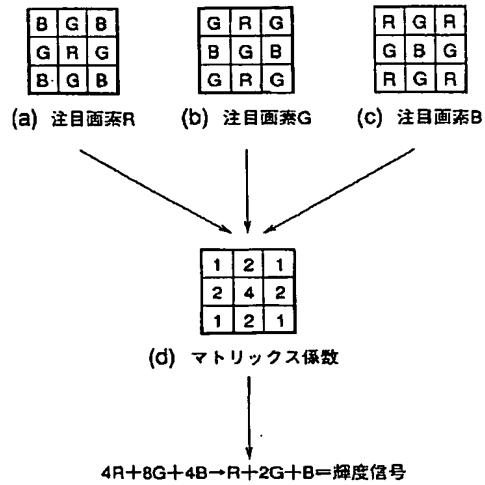 B G B
G R G
B G B
(a) 注目画素R
G R G
B G B
G R G
(b) 注目画素G
R G R
G B G
R G R
(c) 注目画素B
1 2 1
2 4 2
1 2 1
(d) マトリックス係数
4R+8G+4B→R+2G+B=輝度信号